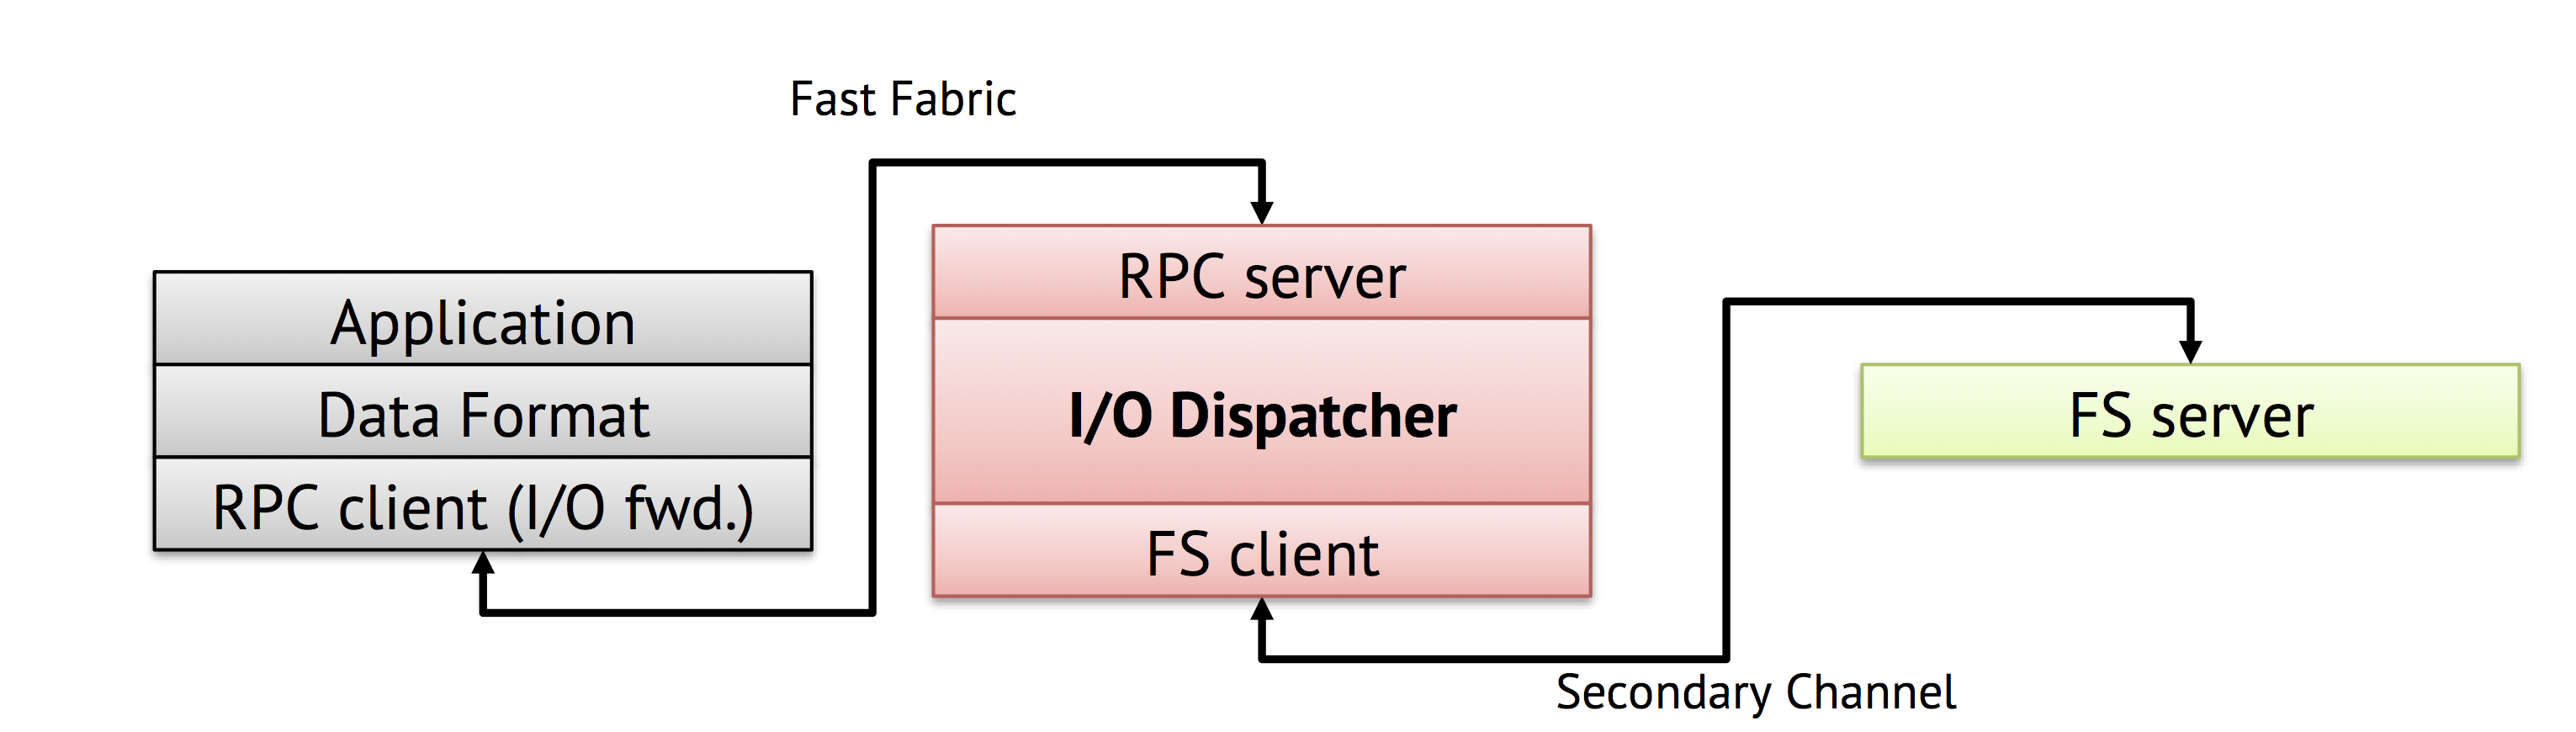 Fast Fabric
Application
Data Format
RPC client (I/O fwd.)
RPC server
I/O Dispatcher
FS client
FS server
Secondary Channel